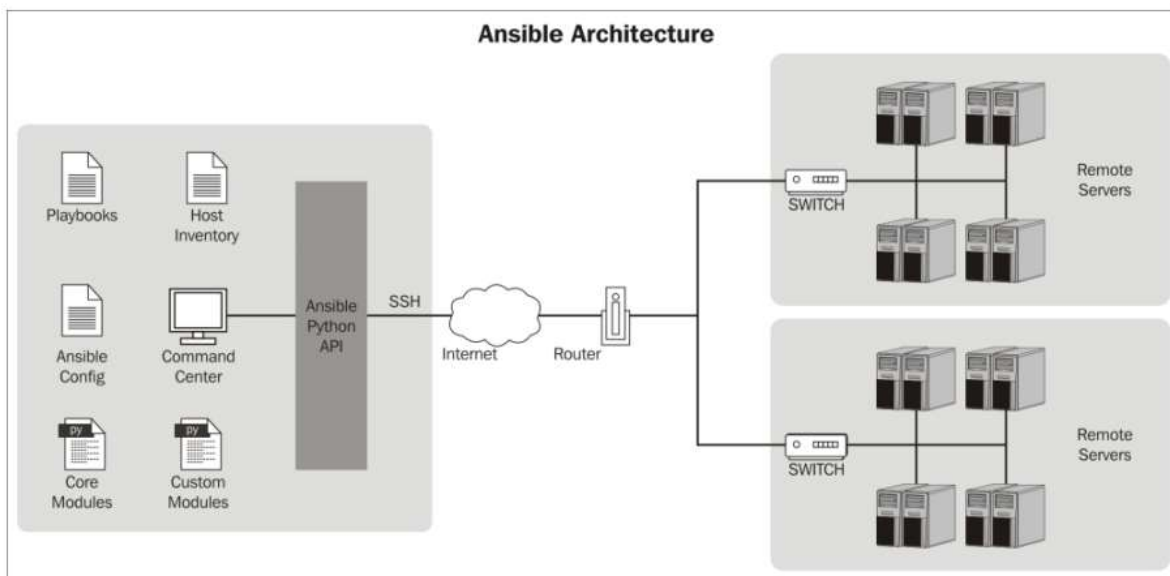 Ansible Architecture
Playbooks
Host
Inventory
Ansible
Config
Command
Center
py
Core
Modules
py
Custom
Modules
Ansible
Python
API
SSH
Internet
Router
SWITCH
Remote
Servers
SWITCH
Remote
Servers